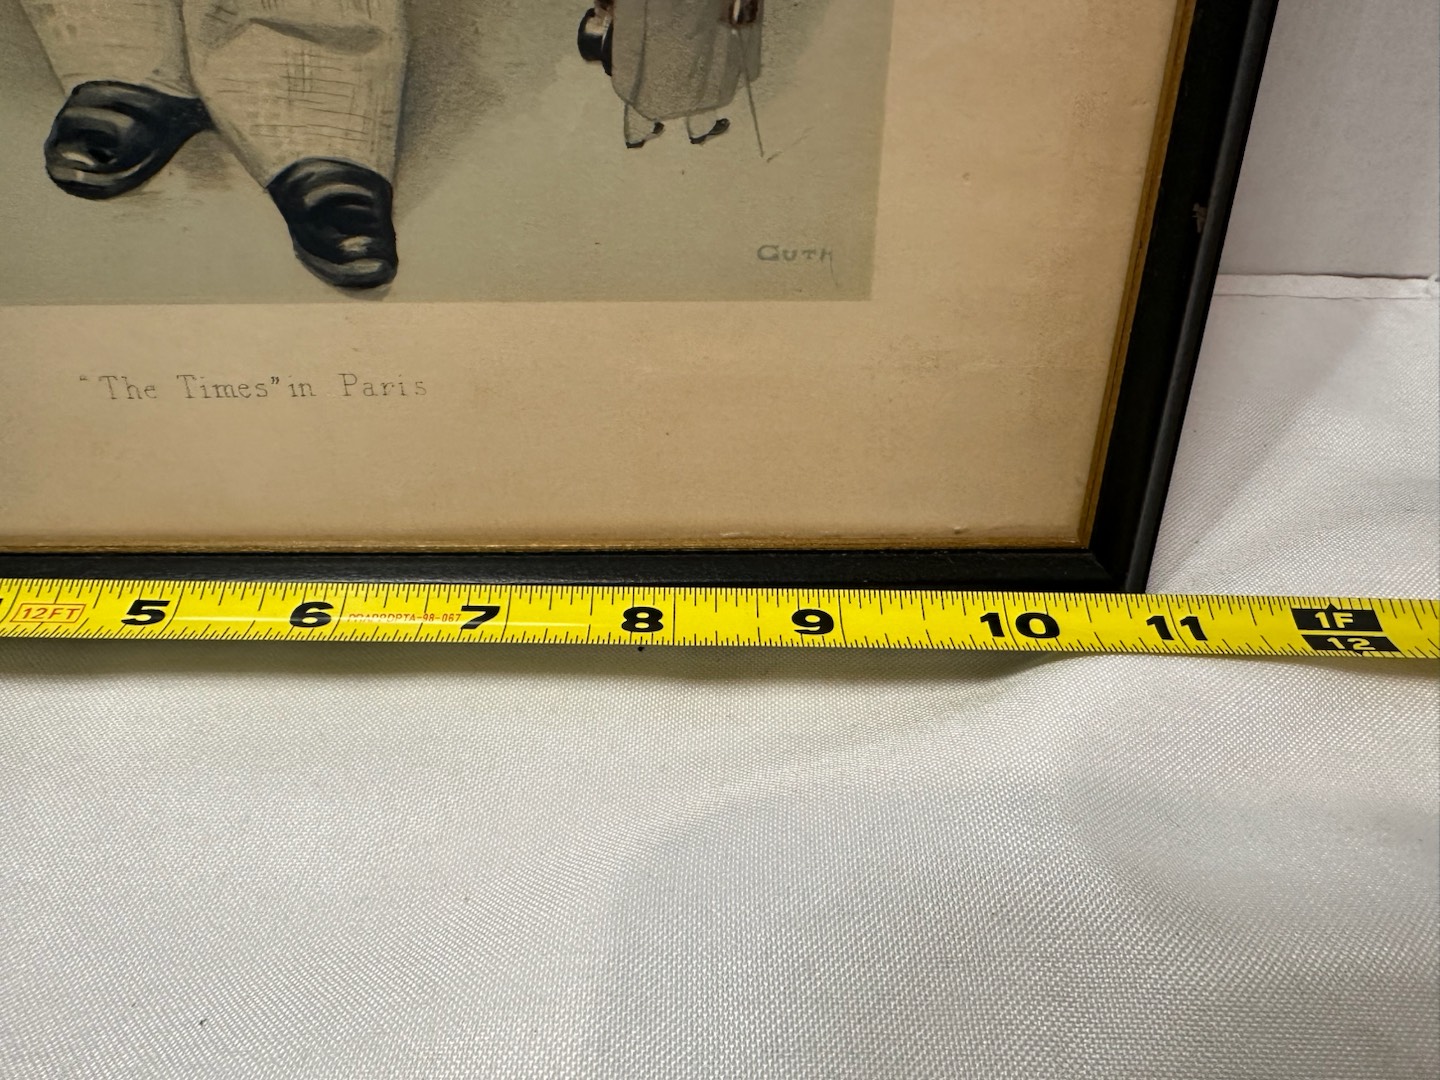 GUTH
"The Times" in Paris
12FT 5 6 7 8 9 10 11 1F
12